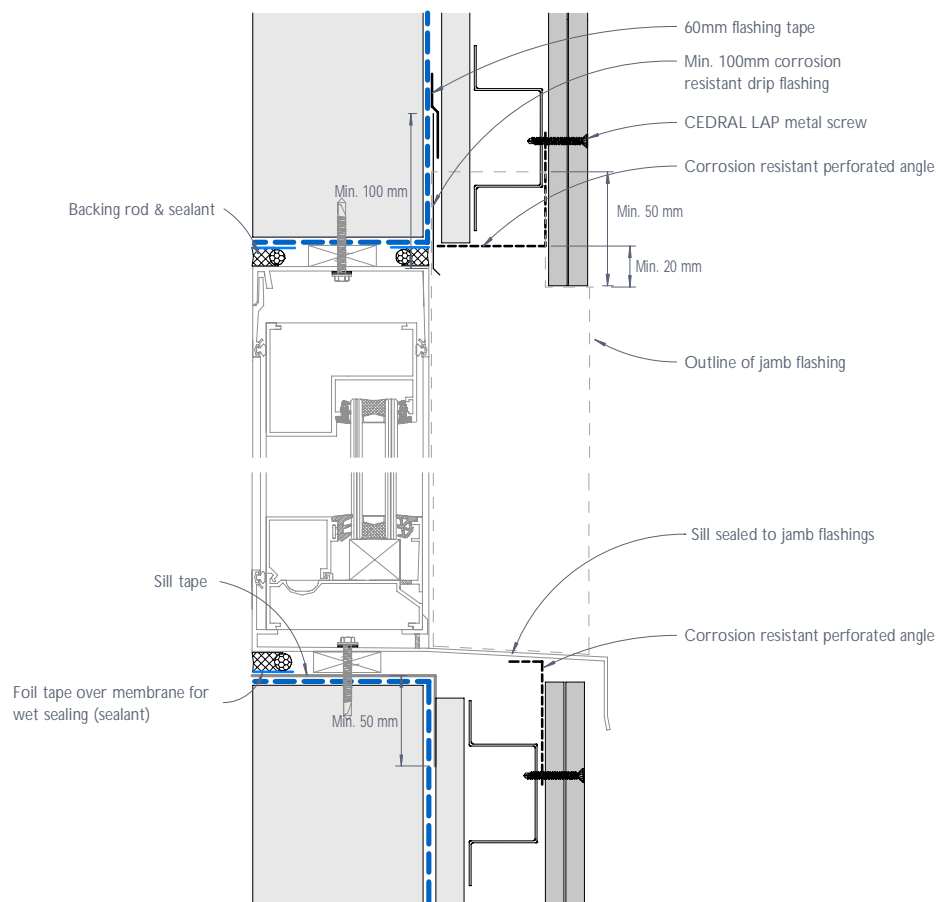 60mm flashing tape
Min. 100mm corrosion
resistant drip flashing
CEDRAL LAP metal screw
Corrosion resistant perforated angle
Min. 100 mm
Backing rod & sealant
Min. 50 mm
Min. 20 mm
Outline of jamb flashing
Sill sealed to jamb flashings
Sill tape
Corrosion resistant perforated angle
Foil tape over membrane for
wet sealing (sealant)
Min. 50 mm